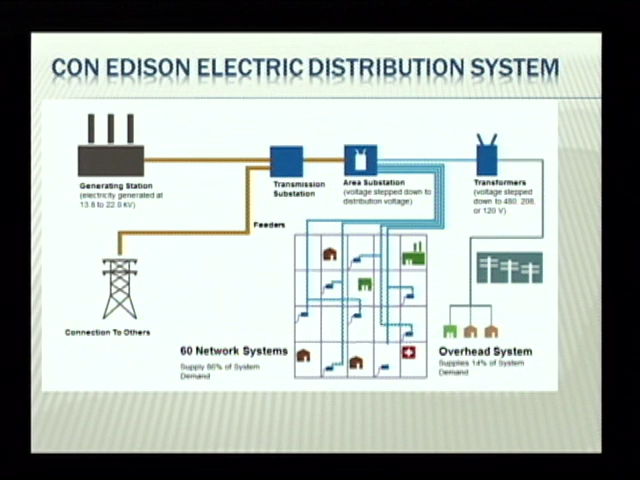 CON EDISON ELECTRIC DISTRIBUTION SYSTEM
Generating Station
(electricity generated at
13.8 to 22.0 kV)
Transmission
Substation
Area Substation
(voltage stepped down to
distribution voltage)
Transformers
(voltage stepped
down to 480, 208,
or 120 V)
Feeders
Connection To Others
60 Network Systems
Supply 86% of System
Demand
Overhead System
Supplies 14% of System
Demand